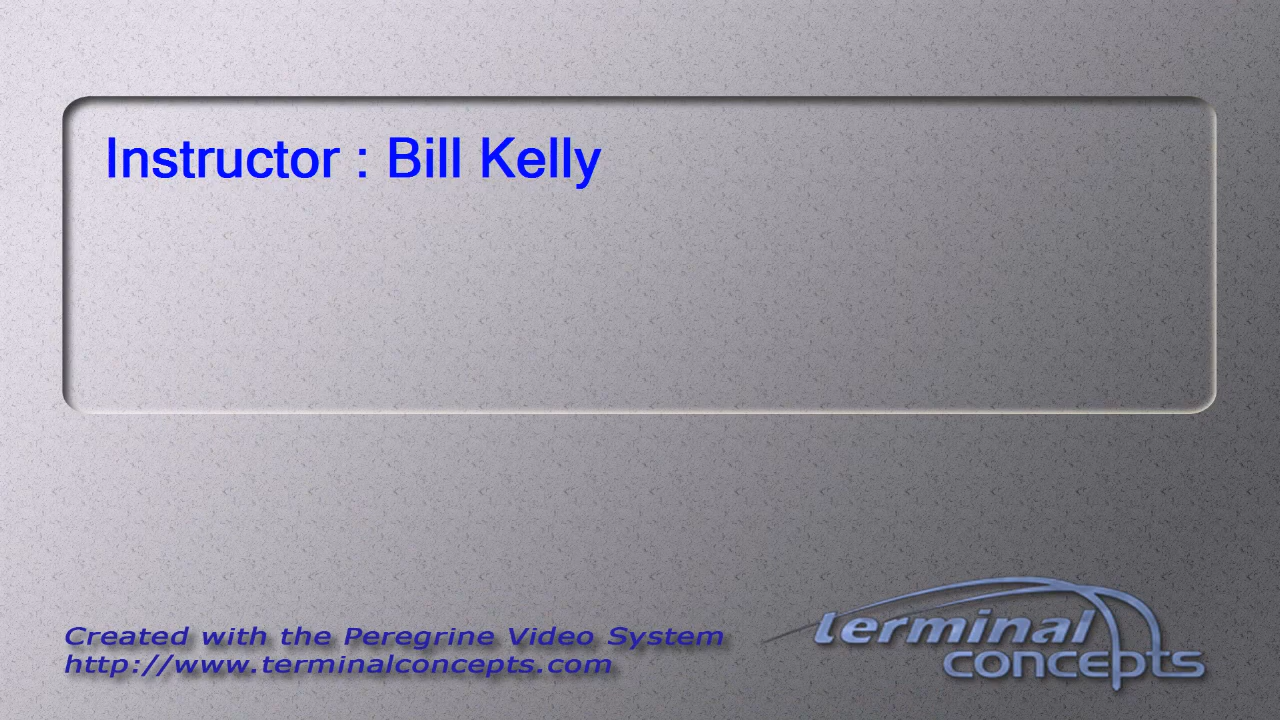 Instructor : Bill Kelly
Created with the Peregrine Video System
http://www.terminalconcepts.com
terminal
concepts